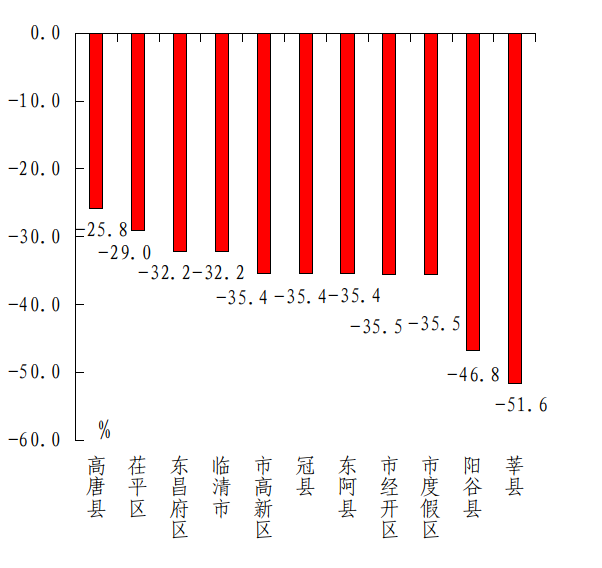 0.0
-10.0
-20.0
-30.0
-40.0
-50.0
-60.0
%
-25.8
-29.0
-32.2
-32.2
-35.4
-35.4
-35.4
-35.5
-35.5
-46.8
-51.6
高唐县
茌平区
东昌府区
临清市
市高新区
冠县
东阿县
市经开区
市度假区
阳谷县
莘县